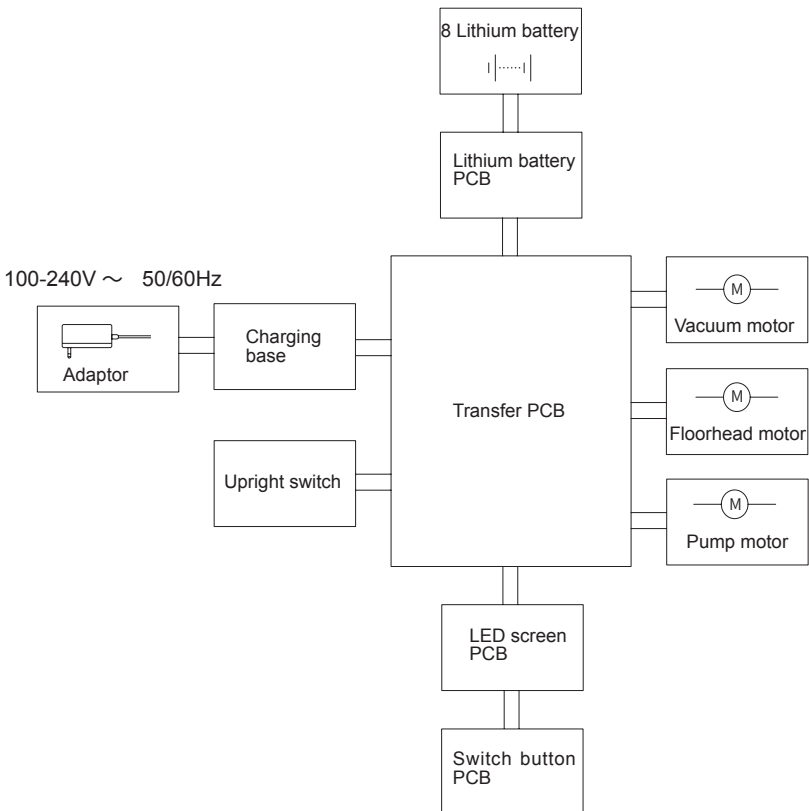 8 Lithium battery
Lithium battery
PCB
100-240V ～ 50/60Hz
Adaptor
Charging
base
Upright switch
Transfer PCB
M
Vacuum motor
M
Floorhead motor
M
Pump motor
LED screen
PCB
Switch button
PCB